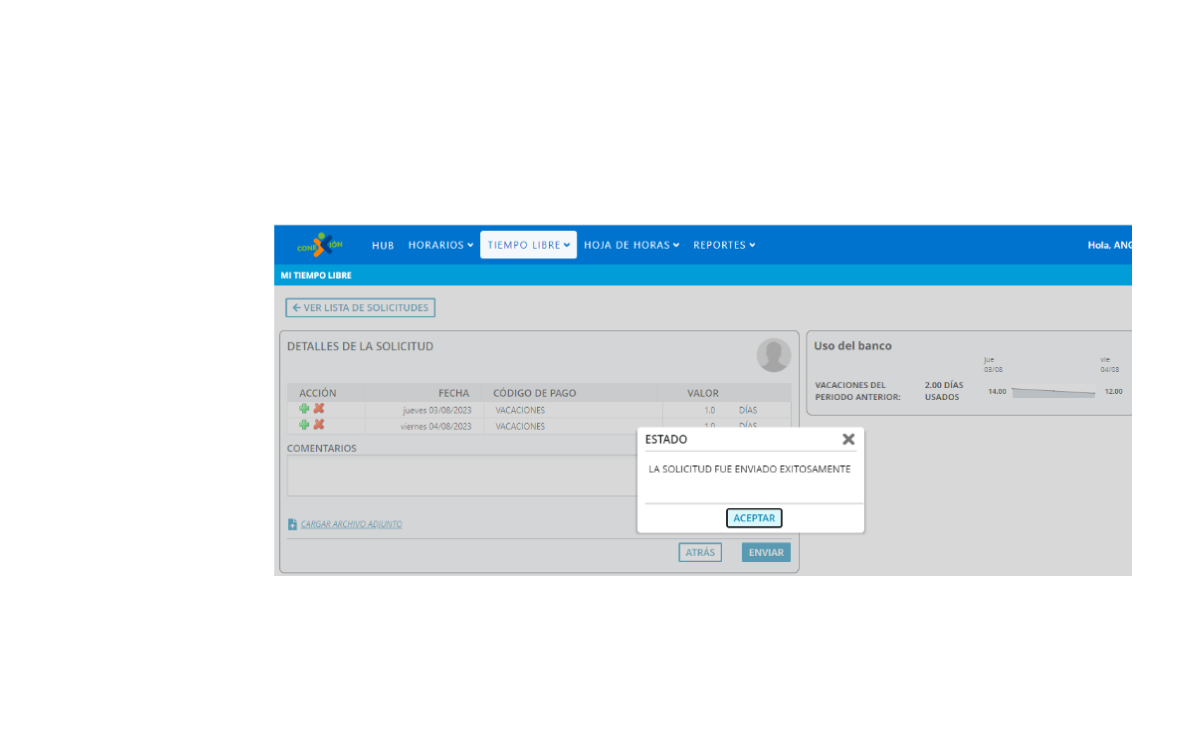 CONEXIÓN
HUB HORARIOS TIEMPO LIBRE HOJA DE HORAS REPORTES Hola, ANG
MI TIEMPO LIBRE
VER LISTA DE SOLICITUDES
DETALLES DE LA SOLICITUD
ACCIÓN FECHA CÓDIGO DE PAGO VALOR
jueves 03/08/2023 VACACIONES 1.0 DÍAS
viernes 04/08/2023 VACACIONES 1.0 DÍAS
COMENTARIOS
CARGAR ARCHIVO ADJUNTO
ATRÁS ENVIAR
ESTADO
LA SOLICITUD FUE ENVIADO EXITOSAMENTE
ACEPTAR
Uso del banco
jue vie
03/08 04/08
VACACIONES DEL 2.00 DÍAS 14.00 12.00
PERIODO ANTERIOR: USADOS